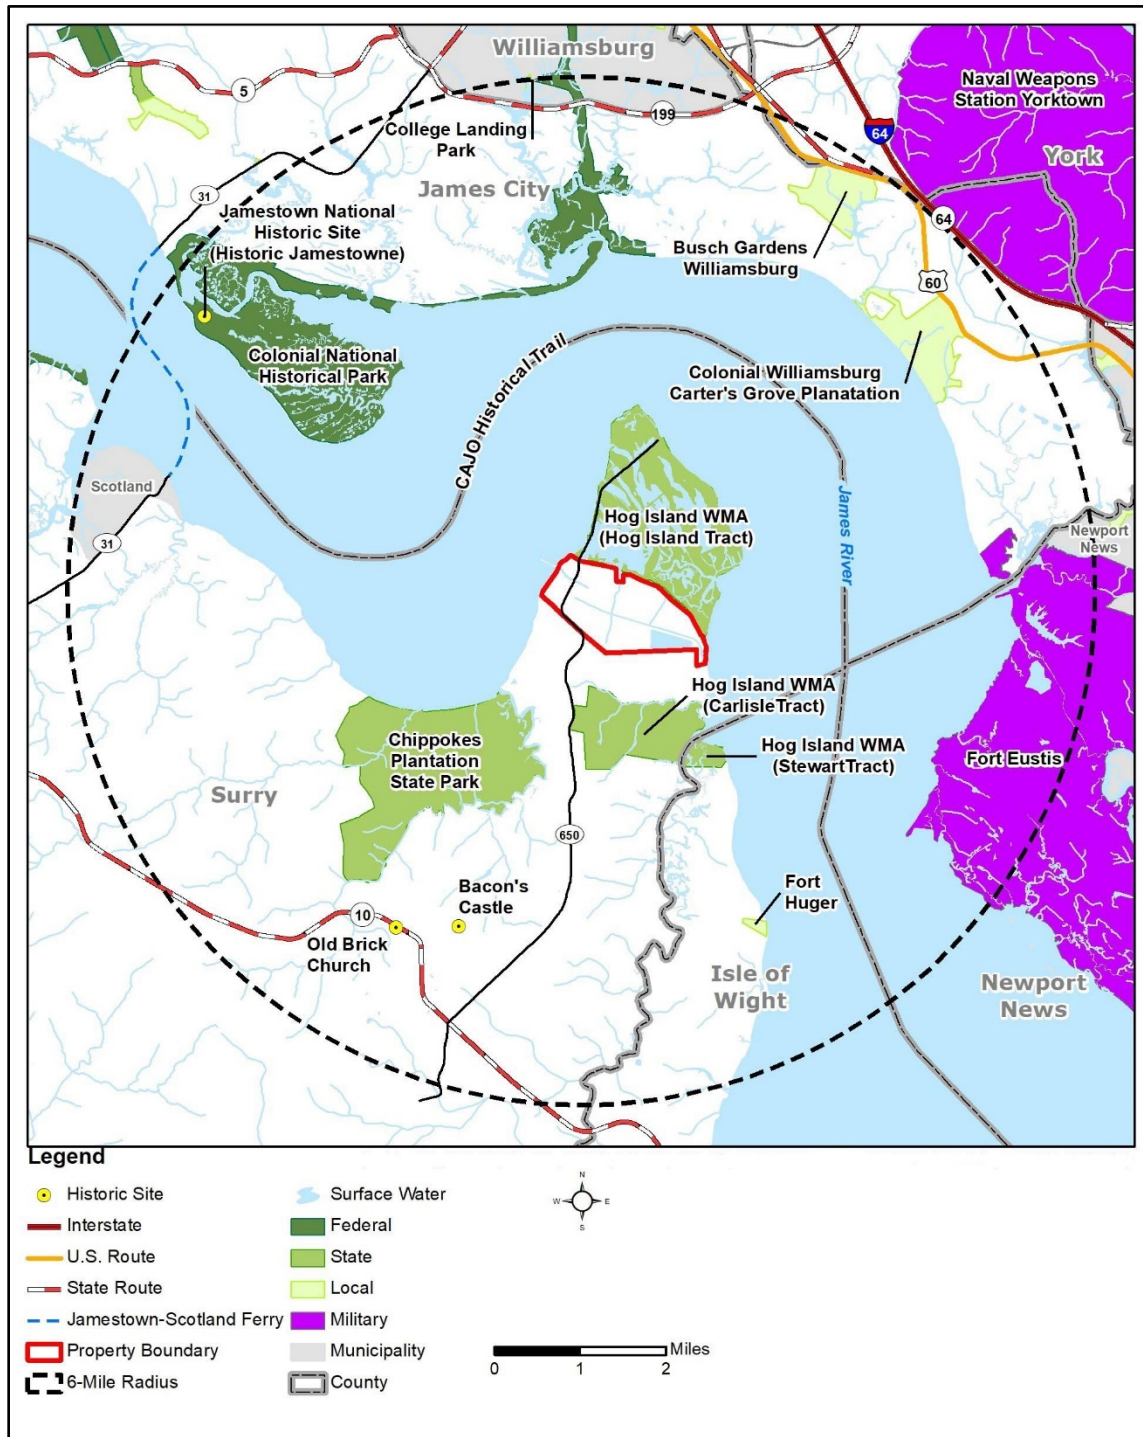 Williamsburg
Naval Weapons
Station Yorktown
5
College Landing
Park
199
64
York
James City
31
Jamestown National
Historic Site
(Historic Jamestowne)
64
Busch Gardens
Williamsburg
60
Colonial National
Historical Park
CAJO Historical Trail
Colonial Williamsburg
Carter's Grove Planatation
Scotland
James River
Hog Island WMA
(Hog Island Tract)
31
Newport
News
Hog Island WMA
(CarlisleTract)
Chippokes
Plantation
State Park
Hog Island WMA
(StewartTract)
Fort Eustis
Surry
650
Bacon's
Castle
Fort
Huger
10
Old Brick
Church
Isle of
Wight
Newport
News
Legend
Historic Site
Interstate
U.S. Route
State Route
Jamestown-Scotland Ferry
Property Boundary
6-Mile Radius
Surface Water
Federal
State
Local
Military
Municipality
County
N
W E
S
Miles
0 1 2